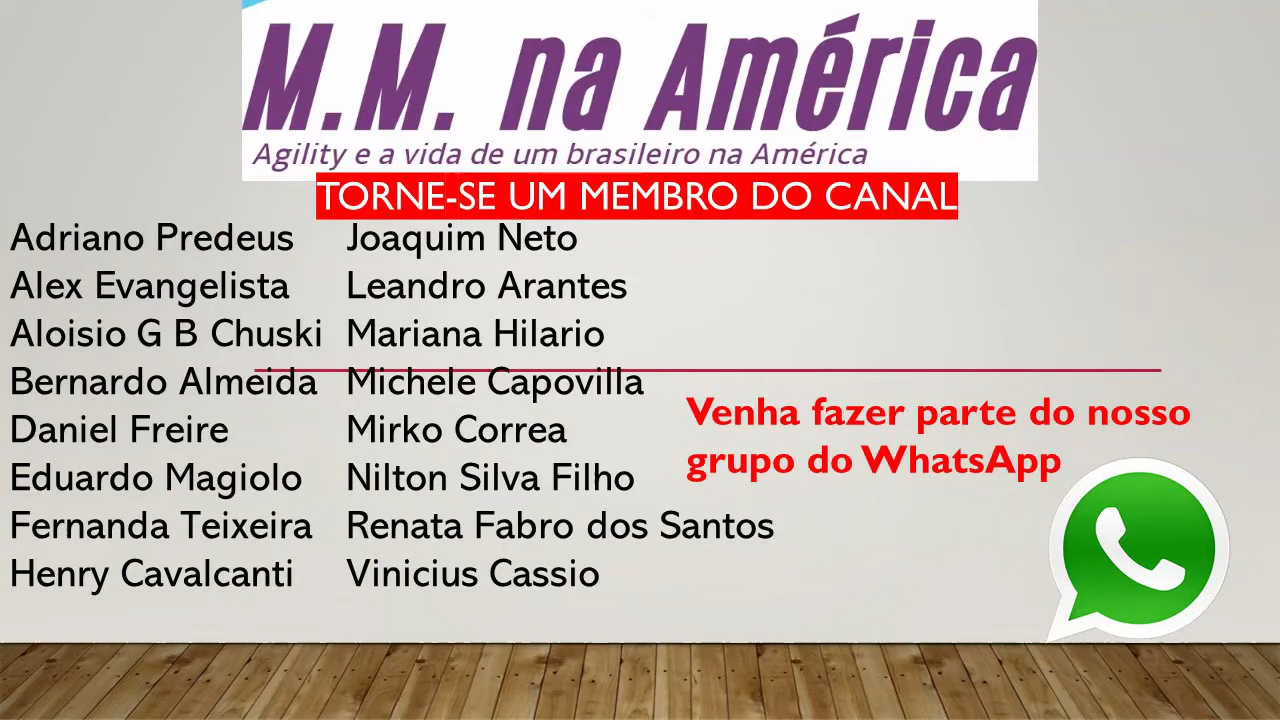 M.M. na América
Agility e a vida de um brasileiro na América
TORNE-SE UM MEMBRO DO CANAL
Adriano Predeus
Alex Evangelista
Aloisio G B Chuski
Bernardo Almeida
Daniel Freire
Eduardo Magiolo
Fernanda Teixeira
Henry Cavalcanti
Joaquim Neto
Leandro Arantes
Mariana Hilario
Michele Capovilla
Mirko Correa
Nilton Silva Filho
Renata Fabro dos Santos
Vinicius Cassio
Venha fazer parte do nosso
grupo do WhatsApp